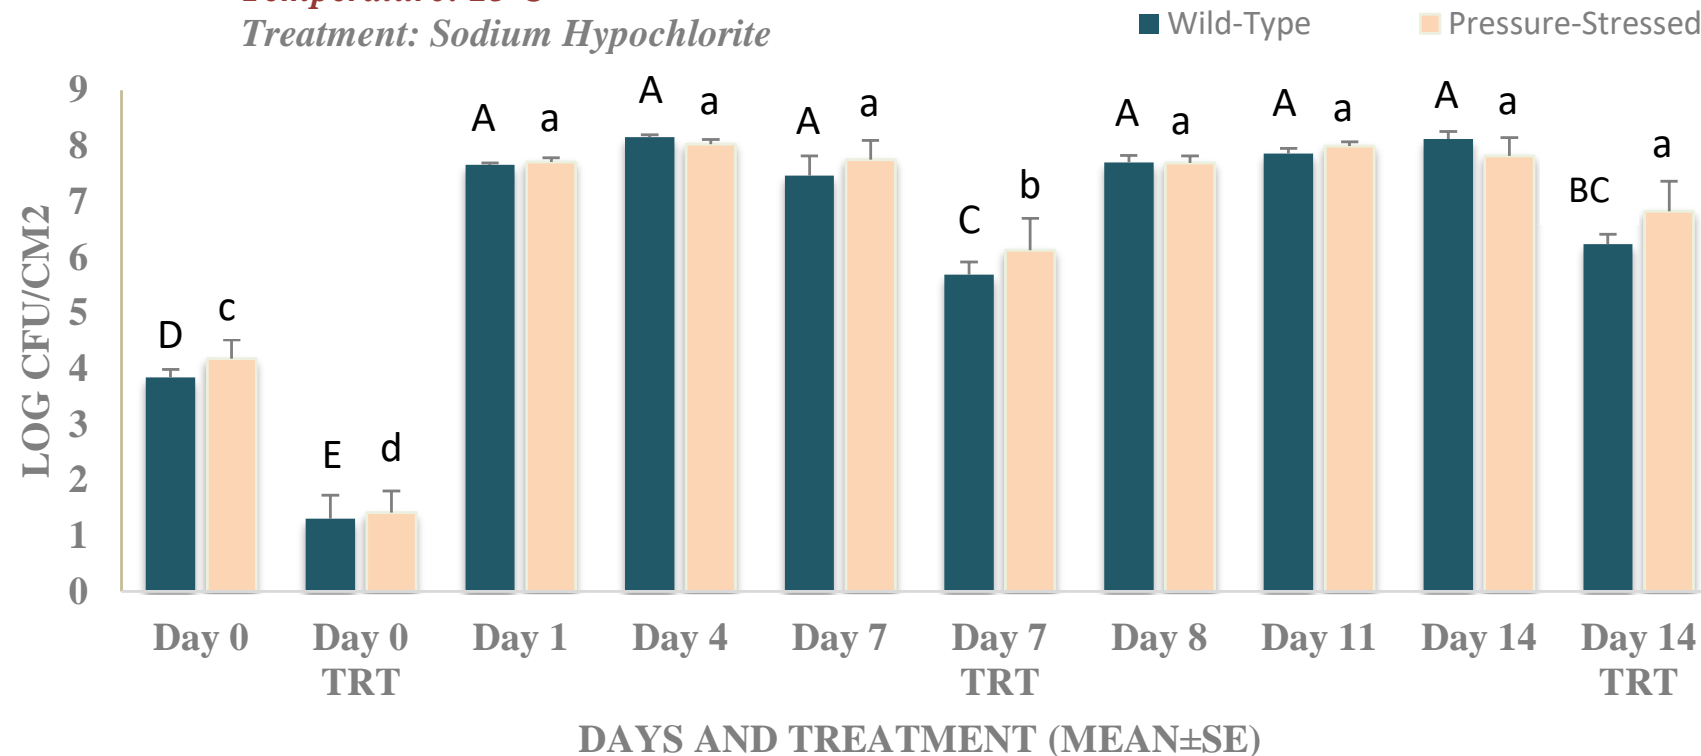 Treatment: Sodium Hypochlorite
Wild-Type
Pressure-Stressed
LOG CFU/CM2
9
8
7
6
5
4
3
2
1
0
D
c
E
d
A
a
A
a
A
a
C
b
A
a
A
a
A
a
BC
a
Day 0
Day 0 TRT
Day 1
Day 4
Day 7
Day 7 TRT
Day 8
Day 11
Day 14
Day 14 TRT
DAYS AND TREATMENT (MEAN±SE)